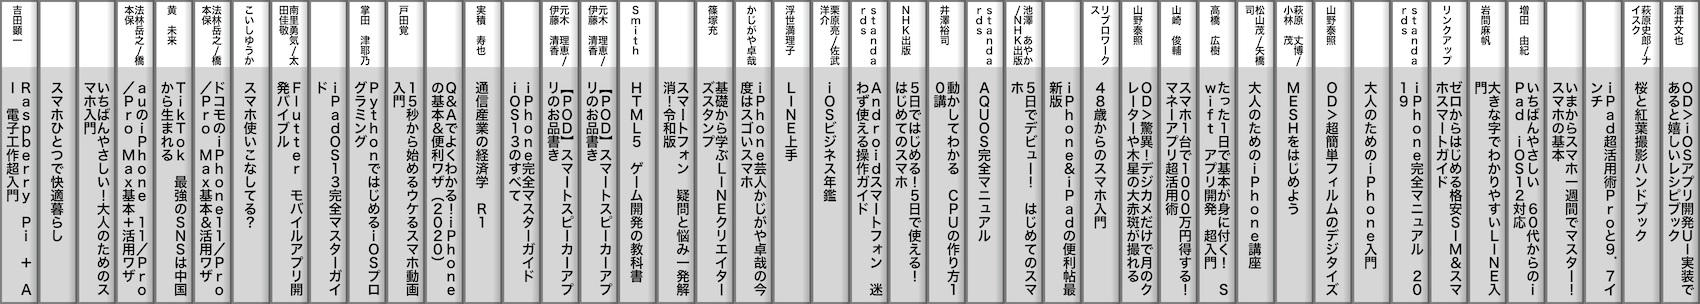 酒井文也
OD>iOSアプリ開発UI実装で
あると嬉しいレシピブック
萩原史郎/ナ
イスク
桜と紅葉撮影ハンドブック
iPad超活用術Proと9.7イ
ンチ
いまからスマホ一週間でマスター!
スマホの基本
増田 由紀
いちばんやさしい 60代からのi
Pad iOS12対応
岩間麻帆
大きな字でわかりやすいLINE入
門
リンクアップ
ゼロからはじめる格安SIM&スマ
ホスマートガイド
standa
rds
iPhone完全マニュアル 20
19
大人のためのiPhone入門
山野泰照
OD>超簡単フィルムのデジタイズ
萩原 丈博/
小林 茂
MESHをはじめよう
松山茂/矢橋
司
大人のためのiPhone講座
高橋 広樹
たった1日で基本が身に付く! S
wift アプリ開発 超入門
山崎 俊輔
スマホ1台で1000万円得する!
マネーアプリ超活用術
山野泰照
OD>驚異!デジカメだけで月のク
レーターや木星の大赤斑が撮れる
リブロワーク
ス
48歳からのスマホ入門
iPhone&iPadの便利帖最
新版
池澤 あやか
/NHK出版
5日でデビュー! はじめてのスマ
ホ
standa
rds
AQUOS完全マニュアル
井澤裕司
動かしてわかる CPUの作り方1
0講
NHK出版
5日ではじめる!5日で使える!
はじめてのスマホ
standa
rds
Androidスマートフォン 迷
わず使える操作ガイド
栗原亮/佐武
洋介
iOSビジネス年鑑
浮世満理子
LINE上手
かじがや卓哉
iPhone芸人かじがや卓哉の今
度はスゴいスマホ
篠塚充
基礎から学ぶLINEクリエイター
ズスタンプ
スマートフォン 疑問と悩み一発解
消!令和版
Smith
HTML5 ゲーム開発の教科書
元木 理恵/
伊藤 清香
【POD】スマートスピーカーアプ
リのお品書き
元木 理恵/
伊藤 清香
【POD】スマートスピーカーアプ
リのお品書き
iPhone完全マスターガイド
iOS13のすべて
実積 寿也
通信産業の経済学 R1
Q&Aでよくわかる!iPhone
の基本&便利ワザ(2020)
戸田覚
15秒から始めるウケるスマホ動画
入門
掌田 津耶乃
PythonではじめるiOSプロ
グラミング
iPadOS13完全マスターガイ
ド
南里勇気/太
田佳敬
Flutter モバイルアプリ開
発バイブル
こいしゆうか
スマホ使いこなしてる?
法林岳之/橋
本保
ドコモのiPhone11/Pro
/Pro Max基本&活用ワザ
黄 未来
TikTok 最強のSNSは中国
から生まれる
法林岳之/橋
本保
auのiPhone 11/Pro
/Pro Max基本+活用ワザ
いちばんやさしい!大人のためのス
マホ入門
スマホひとつで快適暮らし
吉田顕一
Raspberry Pi + A
I 電子工作超入門